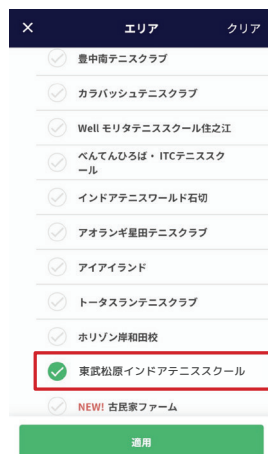 × エリア クリア
豊中南テニスクラブ
カラバッシュテニスクラブ
Well モリタテニススクール住之江
べんてんひろば・ITCテニススク
ール
インドアテニスワールド石切
アオランギ星田テニスクラブ
アイアイランド
トータスランテニスクラブ
ホリゾン岸和田校
東武松原インドアテニススクール
NEW! 古民家ファーム
適用